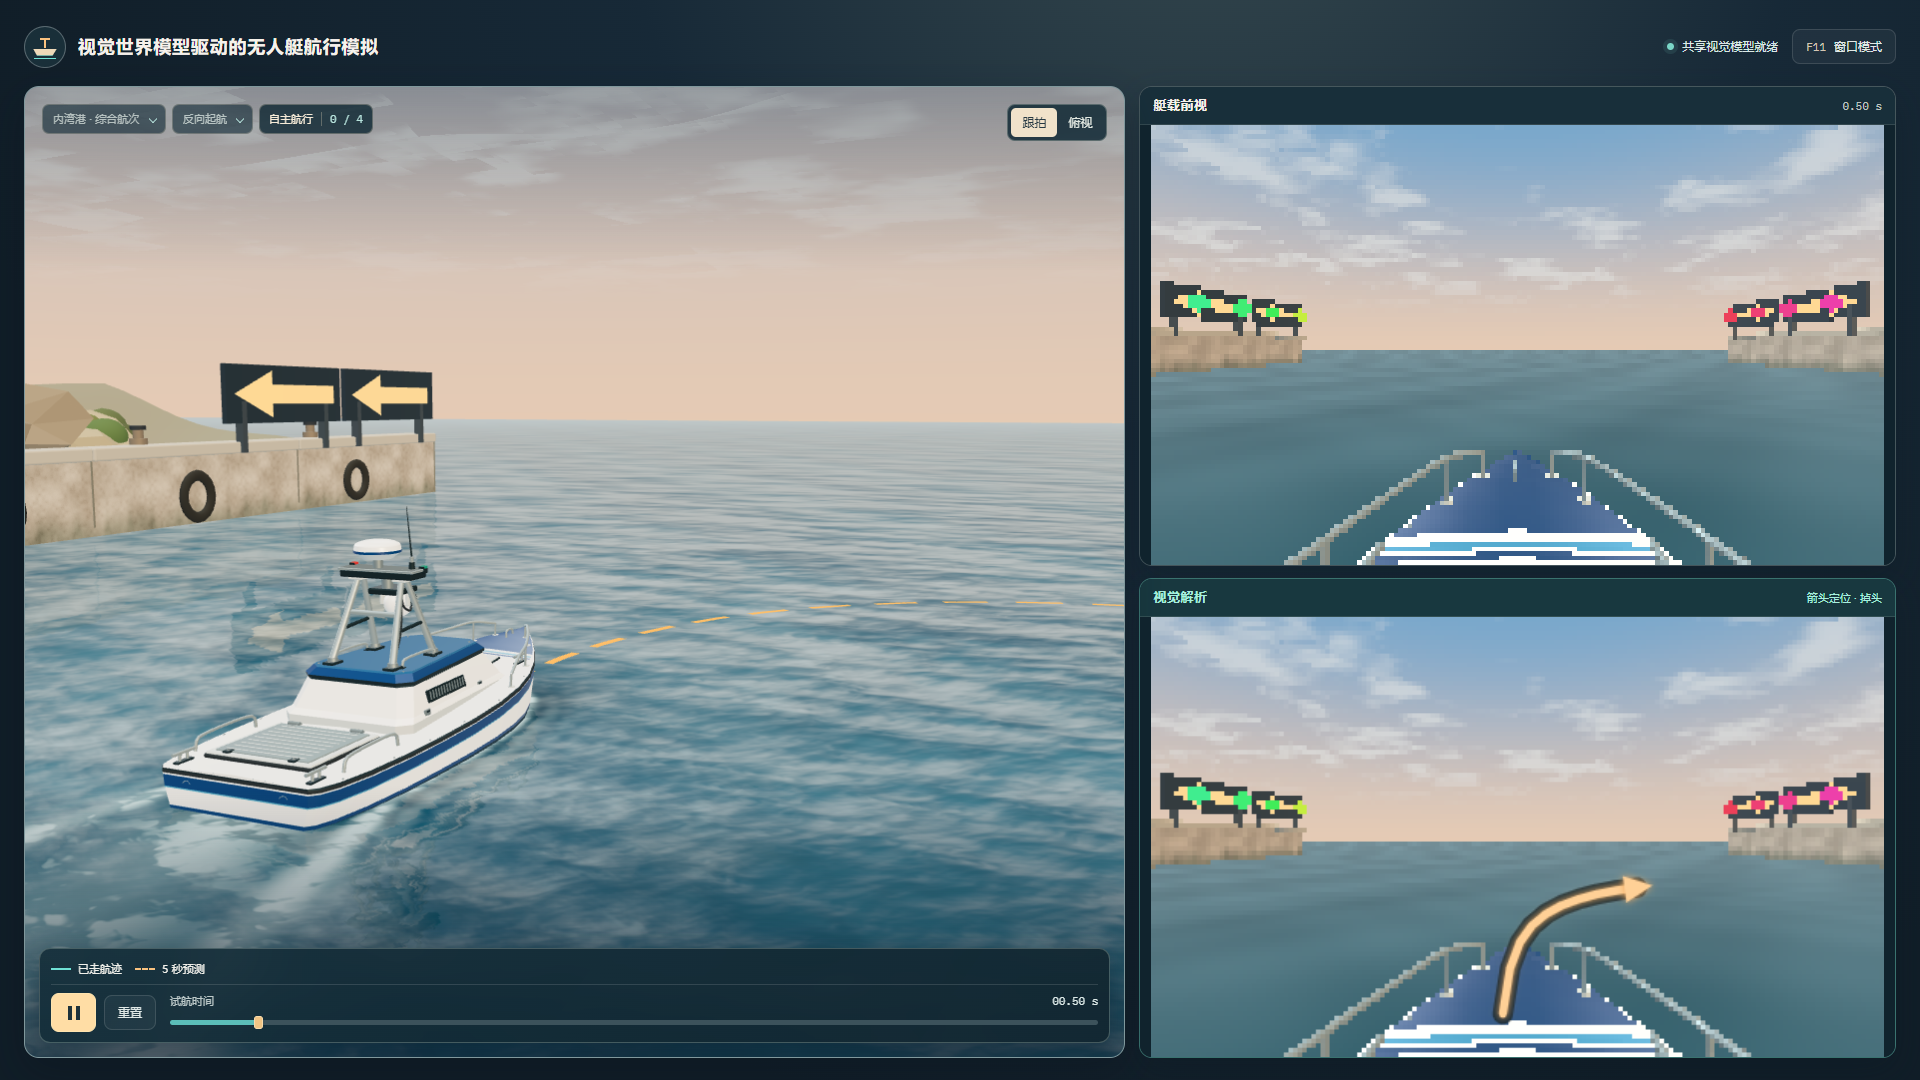 视觉世界模型驱动的无人艇航行模拟
共享视觉模型就绪
F11 窗口模式
内湾港 · 综合航次
反向起航
自主航行 0 / 4
跟拍
俯视
已走航迹
5 秒预测
重置
试航时间
00.50 s
艇载前视
0.50 s
视觉解析
箭头定位 · 掉头